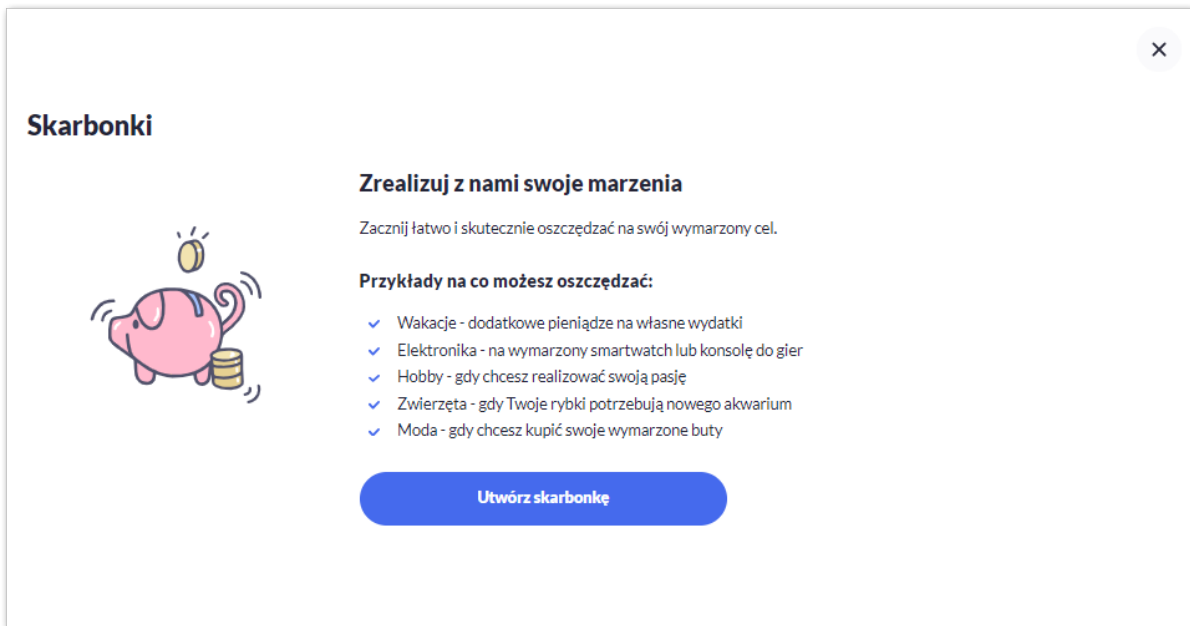 Skarbonki
Zrealizuj z nami swoje marzenia
Zacznij łatwo i skutecznie oszczędzać na swój wymarzony cel.
Przykłady na co możesz oszczędzać:
Wakacje - dodatkowe pieniądze na własne wydatki
Elektronika - na wymarzony smartwatch lub konsolę do gier
Hobby - gdy chcesz realizować swoją pasję
Zwierzęta - gdy Twoje rybki potrzebują nowego akwarium
Moda - gdy chcesz kupić swoje wymarzone buty
Utwórz skarbonkę